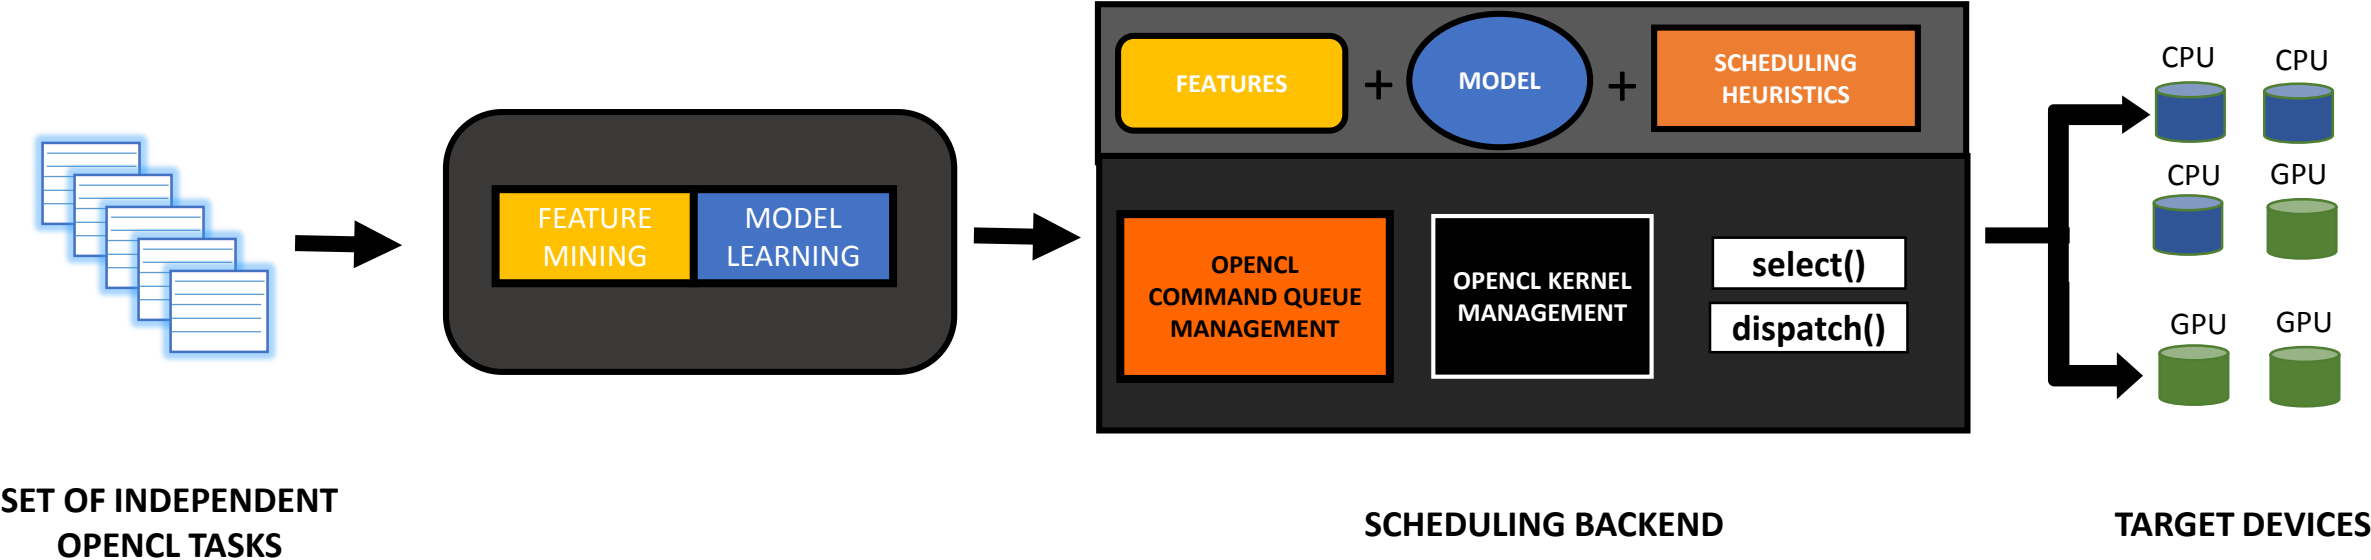 SET OF INDEPENDENT
OPENCL TASKS
FEATURE
MINING
MODEL
LEARNING
FEATURES
+
MODEL
+
SCHEDULING
HEURISTICS
OPENCL
COMMAND QUEUE
MANAGEMENT
OPENCL KERNEL
MANAGEMENT
select()
dispatch()
SCHEDULING BACKEND
CPU
CPU
CPU
GPU
GPU
GPU
TARGET DEVICES